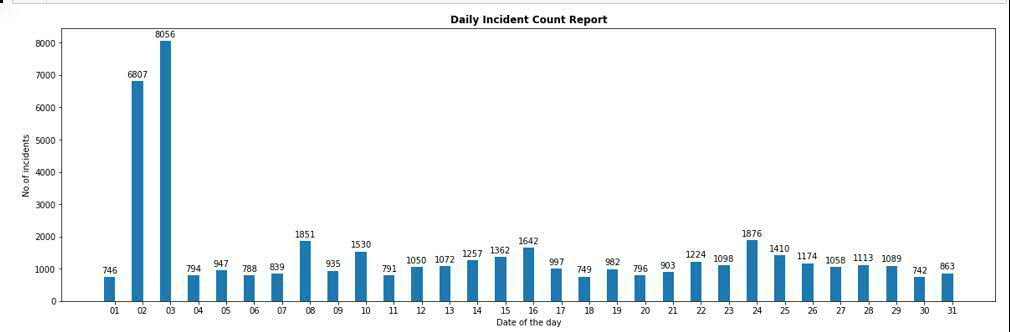 Daily Incident Count Report
8000
7000
6000
5000
4000
3000
2000
1000
0
No.of incidents
746 6807 8056 794 947 788 839 1851 935 1530 791 1050 1072 1257 1362 1642 997 749 982 796 903 1224 1098 1876 1410 1174 1058 1113 1089 742 863
01 02 03 04 05 06 07 08 09 10 11 12 13 14 15 16 17 18 19 20 21 22 23 24 25 26 27 28 29 30 31
Date of the day